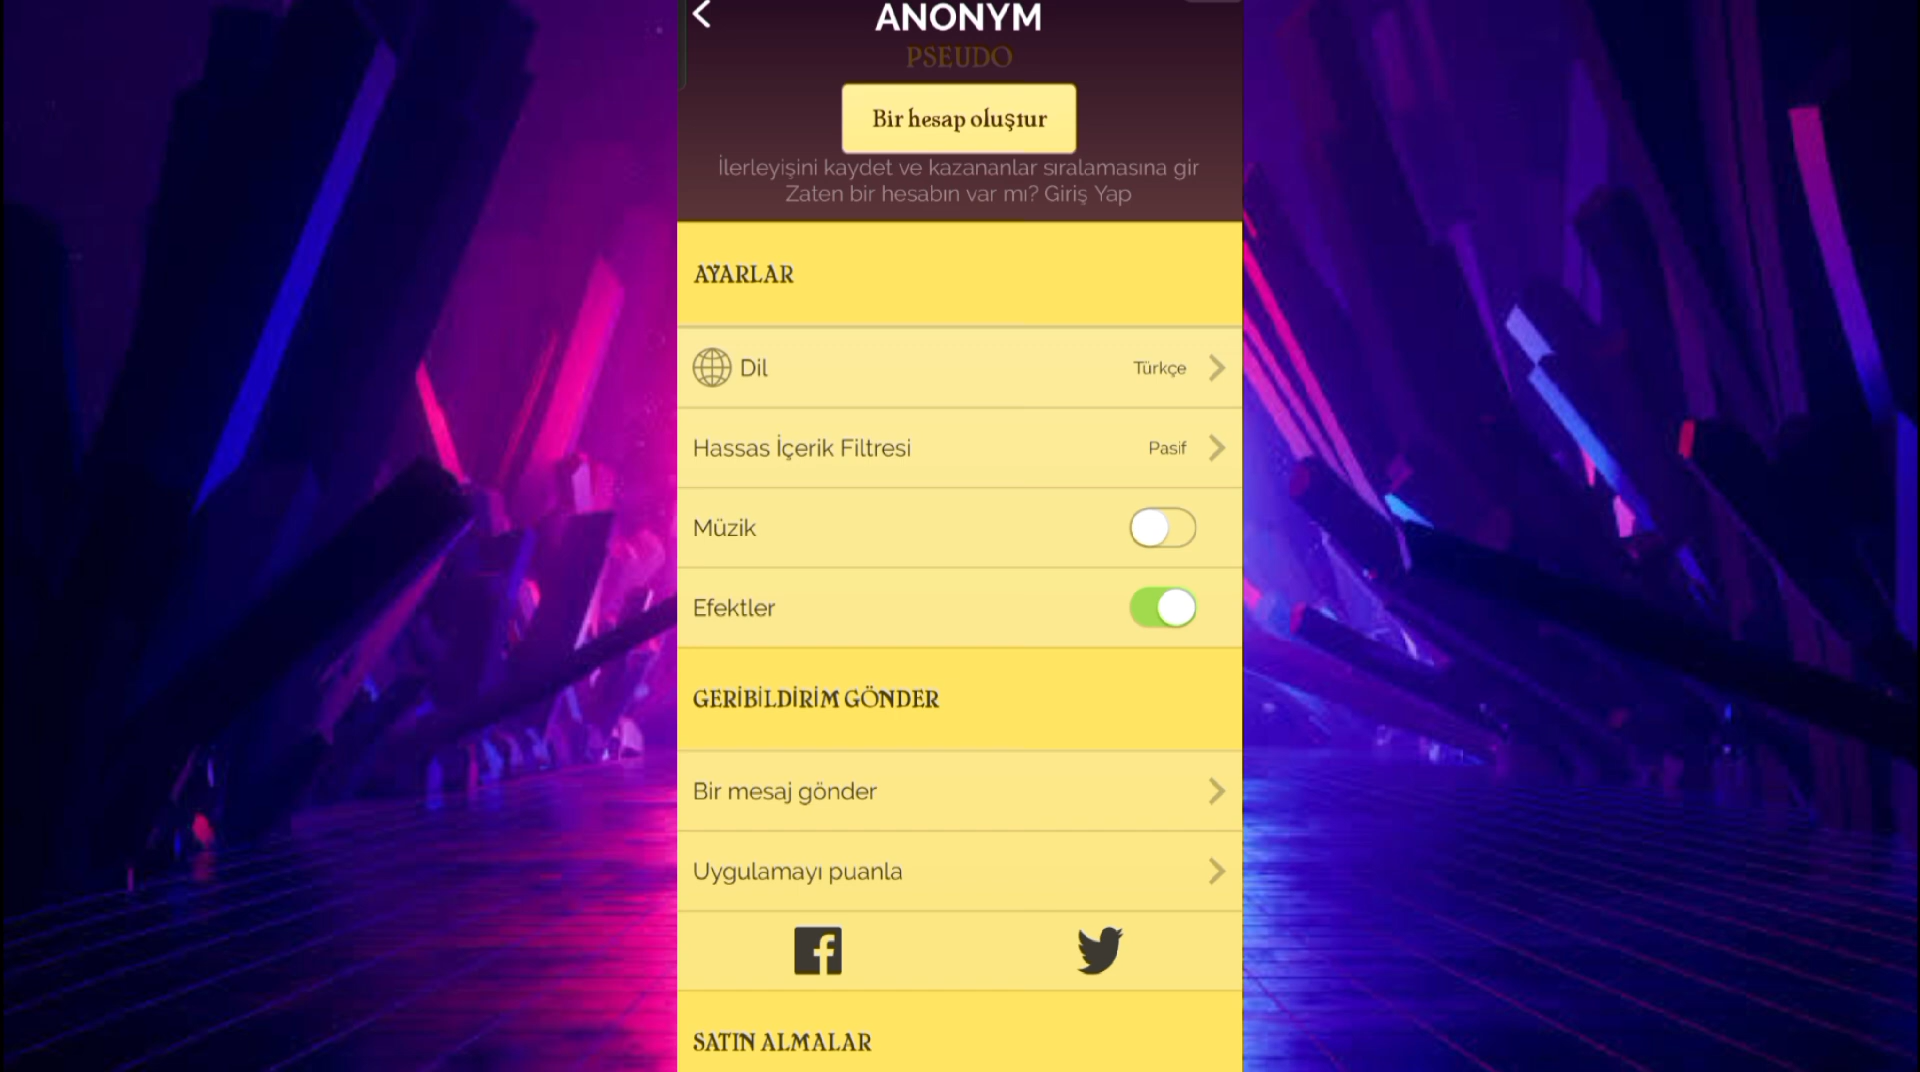 ANONYM
PSEUDO
Bir hesap oluştur
İlerleyişini kaydet ve kazananlar sıralamasına gir
Zaten bir hesabın var mı? Giriş Yap
AYARLAR
Dil Türkçe
Hassas İçerik Filtresi Pasif
Müzik
Efektler
GERİBİLDİRİM GÖNDER
Bir mesaj gönder
Uygulamayı puanla
SATIN ALMALAR